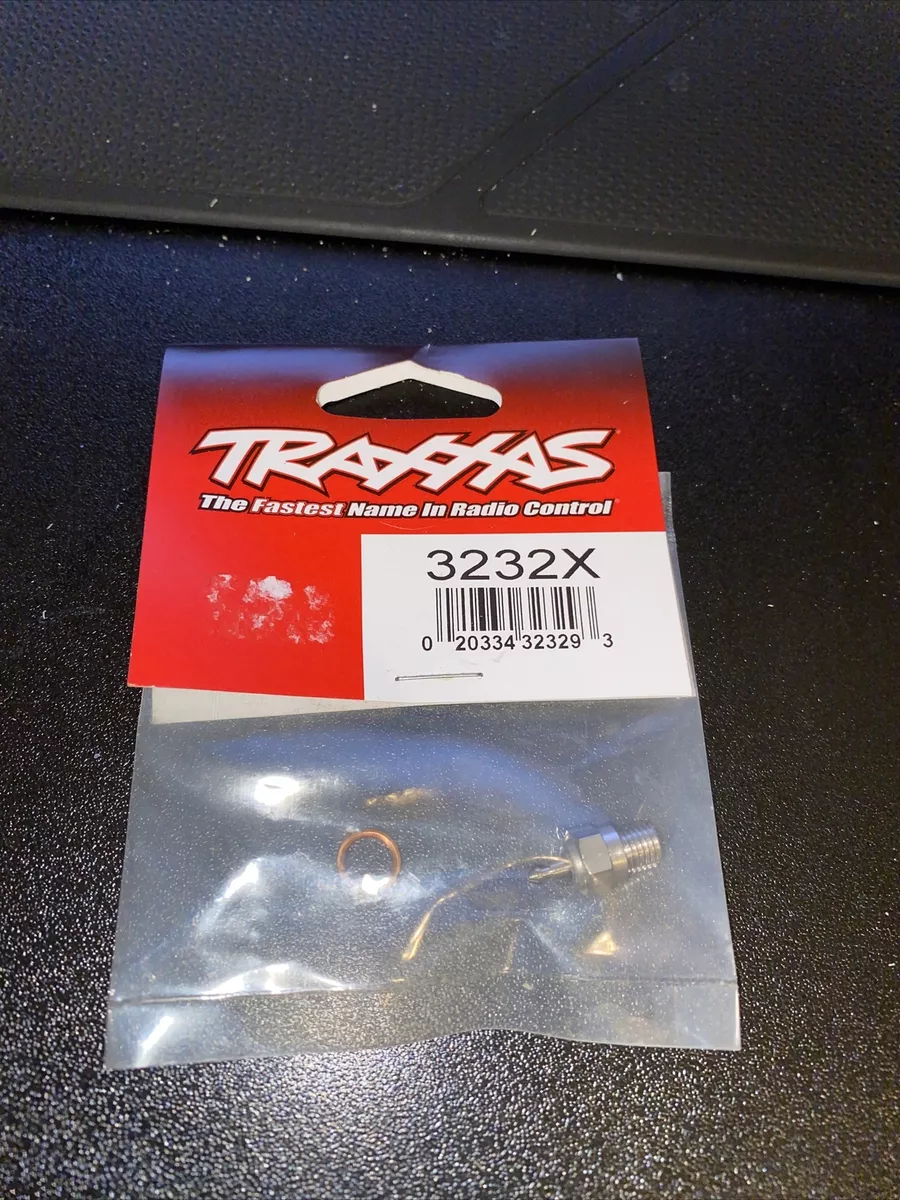 TRAXXAS
The Fastest Name In Radio Control
3232X
0 20334 32329 3